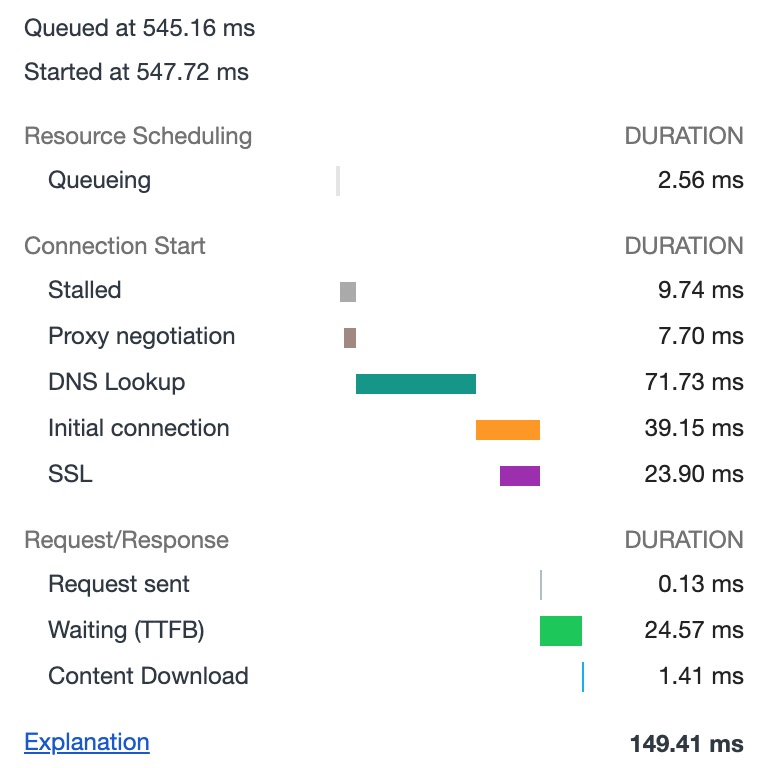 Queued at 545.16 ms
Started at 547.72 ms
Resource Scheduling DURATION
Queueing 2.56 ms
Connection Start DURATION
Stalled 9.74 ms
Proxy negotiation 7.70 ms
DNS Lookup 71.73 ms
Initial connection 39.15 ms
SSL 23.90 ms
Request/Response DURATION
Request sent 0.13 ms
Waiting (TTFB) 24.57 ms
Content Download 1.41 ms
Explanation 149.41 ms